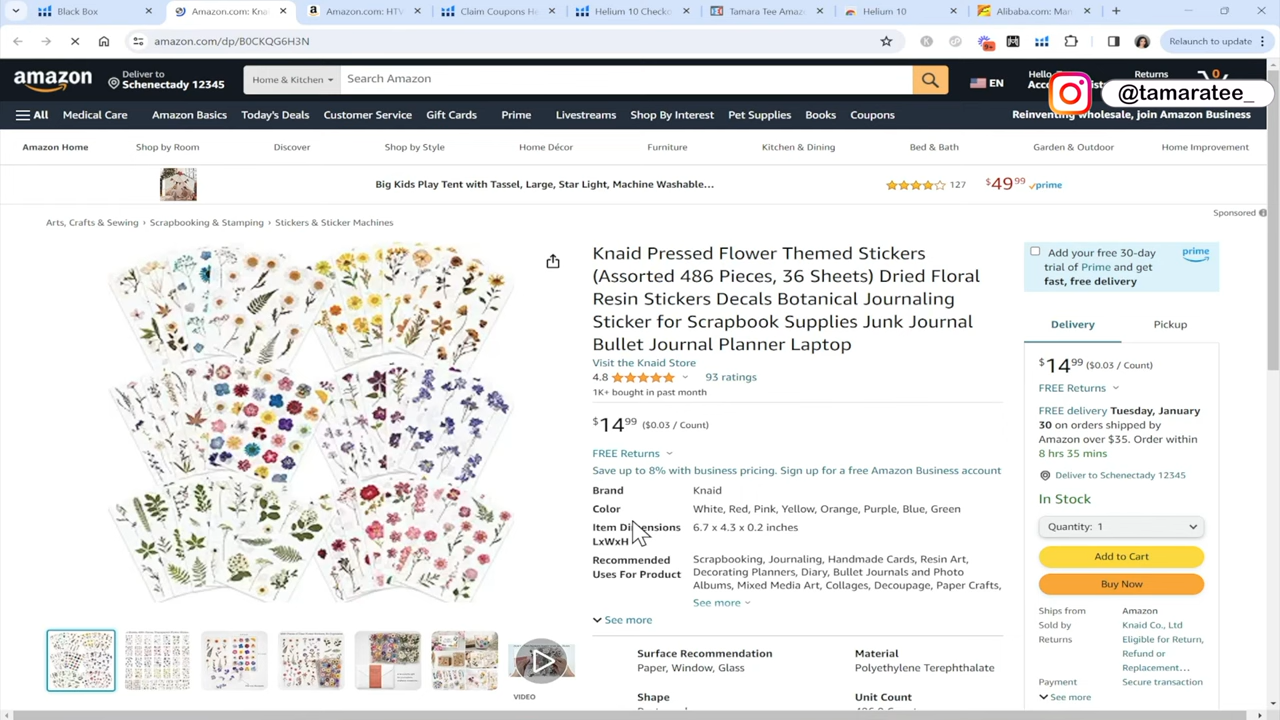 Black Box
Amazon.com: Knai
Amazon.com: HTV
Claim Coupons He
Helium 10 Checko
Tamara Tee Amaz
Helium 10
Alibaba.com: Man
amazon.com/dp/B0CKQG6H3N
9+
Relaunch to update
amazon
Deliver to
Schenectady 12345
Home & Kitchen
Search Amazon
EN
Hello
Returns
0
@tamaratee_
All
Medical Care
Amazon Basics
Today's Deals
Customer Service
Gift Cards
Prime
Livestreams
Shop By Interest
Pet Supplies
Books
Coupons
Reinventing wholesale, join Amazon Business
Amazon Home
Shop by Room
Discover
Shop by Style
Home Décor
Furniture
Kitchen & Dining
Bed & Bath
Garden & Outdoor
Home Improvement
Big Kids Play Tent with Tassel, Large, Star Light, Machine Washable...
127
$49 99 prime
Sponsored
Arts, Crafts & Sewing › Scrapbooking & Stamping › Stickers & Sticker Machines
Knaid Pressed Flower Themed Stickers
(Assorted 486 Pieces, 36 Sheets) Dried Floral
Resin Stickers Decals Botanical Journaling
Sticker for Scrapbook Supplies Junk Journal
Bullet Journal Planner Laptop
Visit the Knaid Store
4.8
93 ratings
1K+ bought in past month
$14 99 ($0.03 / Count)
FREE Returns
Save up to 8% with business pricing. Sign up for a free Amazon Business account
Brand Knaid
Color White, Red, Pink, Yellow, Orange, Purple, Blue, Green
Item Dimensions 6.7 x 4.3 x 0.2 inches
LxWxH
Recommended Scrapbooking, Journaling, Handmade Cards, Resin Art,
Uses For Product Decorating Planners, Diary, Bullet Journals and Photo
Albums, Mixed Media Art, Collages, Decoupage, Paper Crafts,
See more
See more
Surface Recommendation
Paper, Window, Glass
Material
Polyethylene Terephthalate
Shape
Unit Count
VIDEO
Add your free 30-day
trial of Prime and get
fast, free delivery
prime
Delivery
Pickup
$14 99 ($0.03 / Count)
FREE Returns
FREE delivery Tuesday, January
30 on orders shipped by
Amazon over $35. Order within
8 hrs 35 mins
Deliver to Schenectady 12345
In Stock
Quantity: 1
Add to Cart
Buy Now
Ships from Amazon
Sold by Knaid Co., Ltd
Returns Eligible for Return,
Refund or
Replacement...
Payment Secure transaction
See more